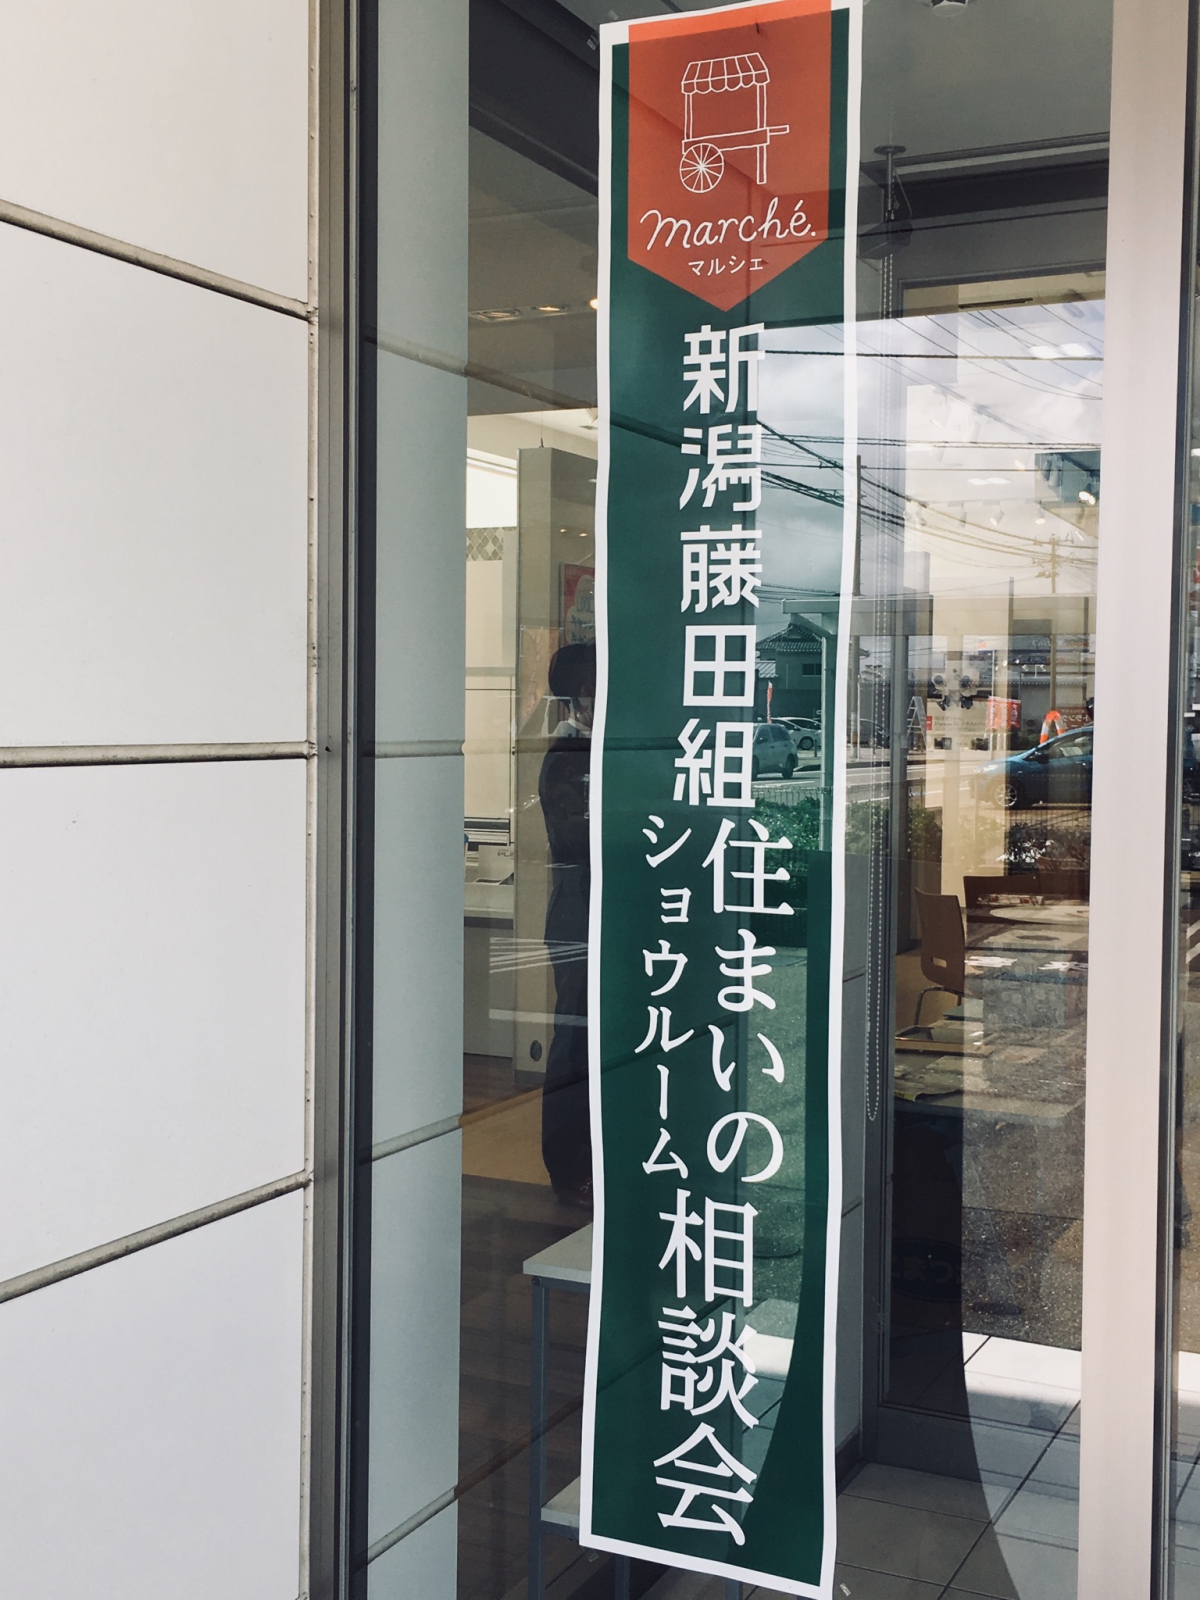 marché.
マルシェ
新潟藤田組
住まいの
ショウルーム
相談会